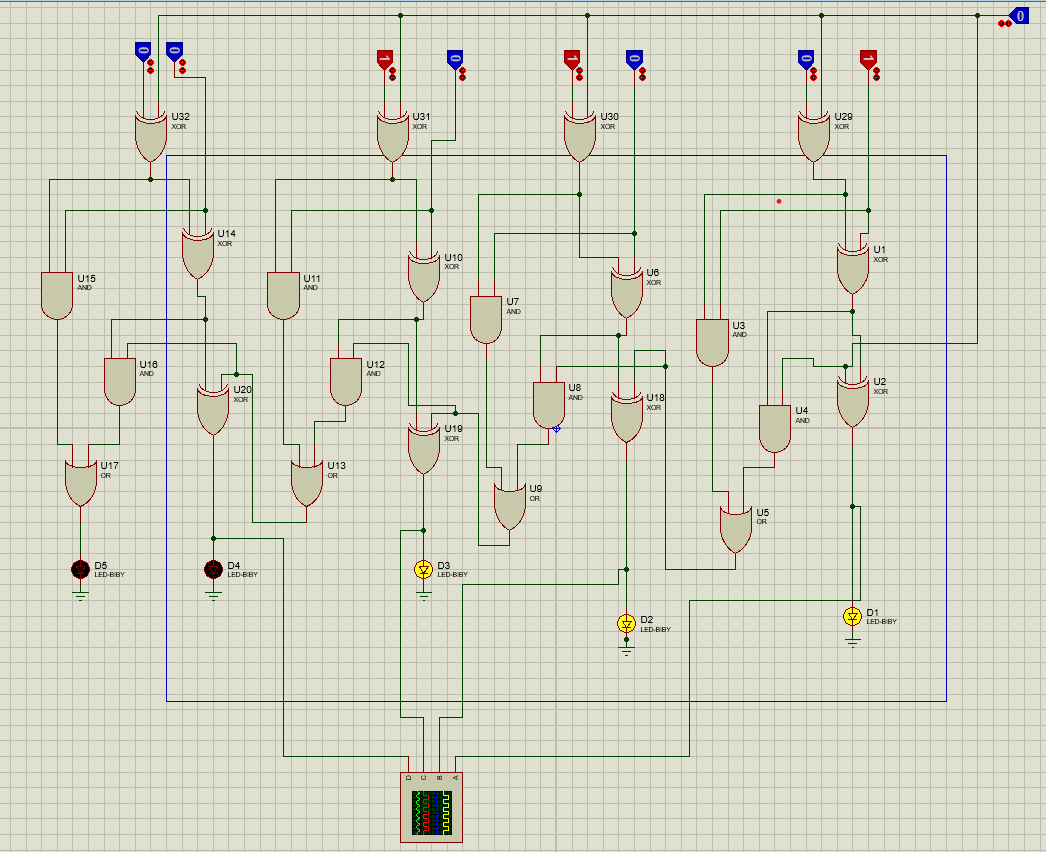 0
0 0 1 0 1 0 0 1
U32
XOR
U31
XOR
U30
XOR
U29
XOR
U14
XOR
U10
XOR
U1
XOR
U15
AND
U11
AND
U6
XOR
U7
AND
U3
AND
U16
AND
U20
XOR
U12
AND
U8
AND
U18
XOR
U2
XOR
U4
AND
U19
XOR
U17
OR
U13
OR
U9
OR
U5
OR
D5
LED-BIBY
D4
LED-BIBY
D3
LED-BIBY
D2
LED-BIBY
D1
LED-BIBY
D C B A